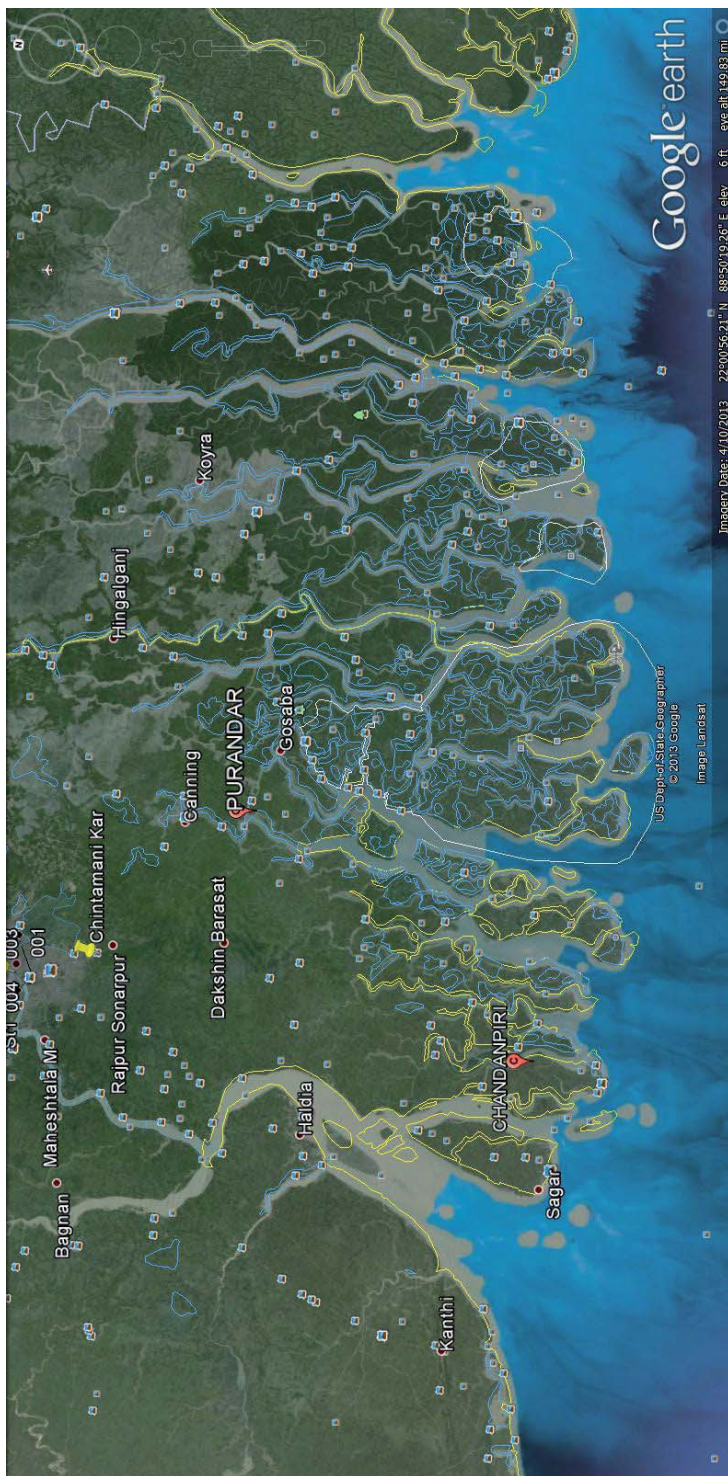 003
001
004
Chintamani Kar
Hingalganj
Maheshtala M
Bagnan
Rajpur Sonarpur
Koyra
Canning
PURANDAR
Dakshin Barasat
Gosaba
Haldia
CHANDANPIRI
Sagar
Kanthi
N
US Dept of State Geographer
© 2013 Google
Image Landsat
Google earth
Imagery Date: 4/10/2013 22°00'56.21" N 88°50'19.26" E elev 6 ft eye alt 149.83 mi